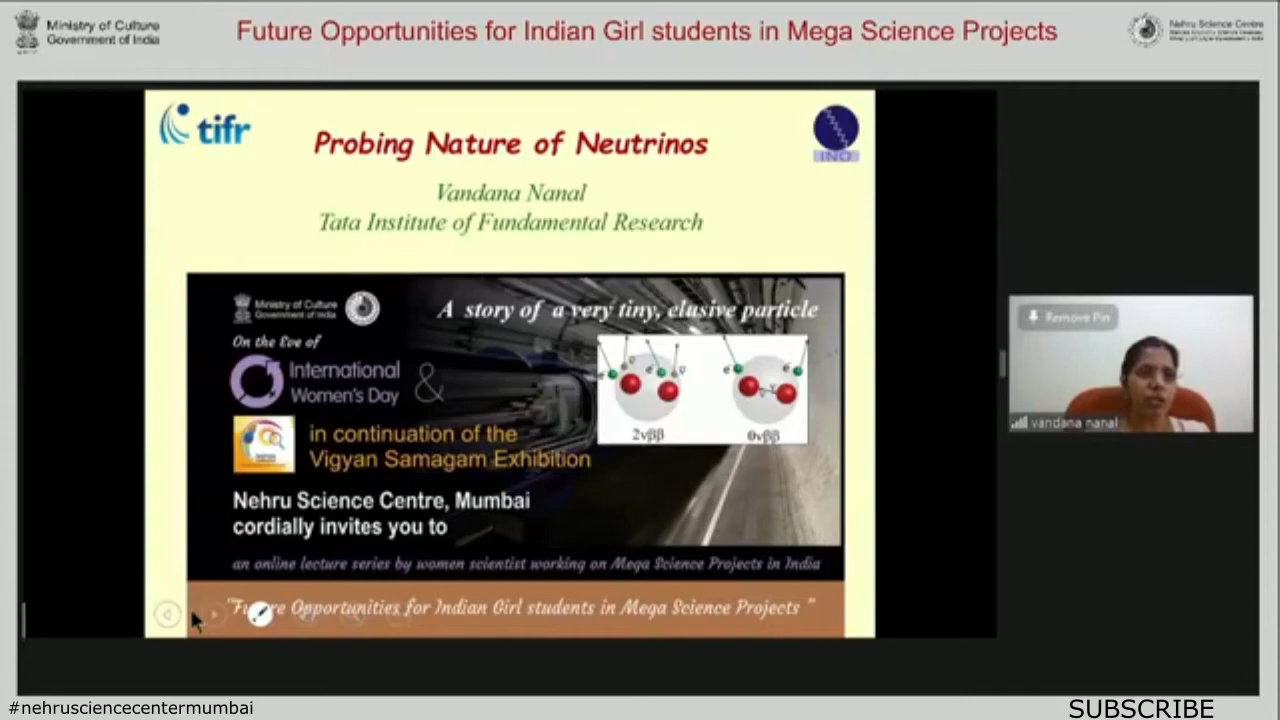 Ministry of Culture
Government of India
Future Opportunities for Indian Girl students in Mega Science Projects
Nehru Science Centre
tifr
Probing Nature of Neutrinos
INO
Vandana Nanal
Tata Institute of Fundamental Research
Ministry of Culture
Government of India
A story of a very tiny, elusive particle
On the Eve of
International
Women's Day
&
2νββ
0νββ
in continuation of the
Vigyan Samagam Exhibition
Nehru Science Centre, Mumbai
cordially invites you to
an online lecture series by women scientist working on Mega Science Projects in India
"Future Opportunities for Indian Girl students in Mega Science Projects "
Remove Pin
vandana nanal
#nehrusciencecentermumbai
SUBSCRIBE